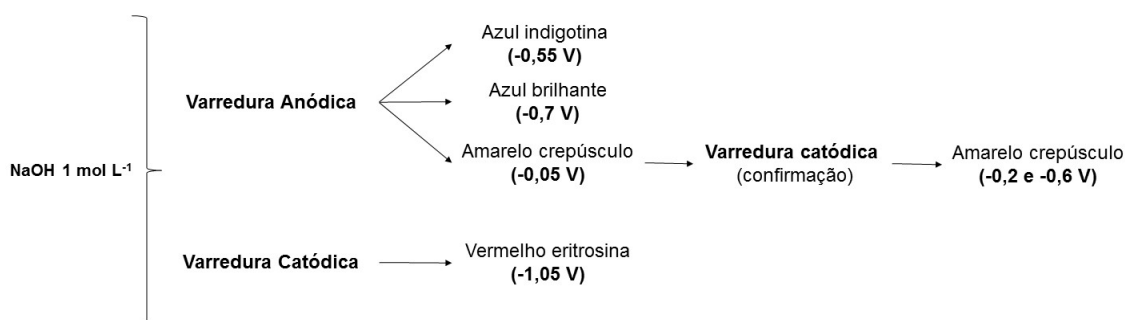 Azul indigotina
(-0,55 V)
Varredura Anódica
Azul brilhante
(-0,7 V)
Amarelo crepúsculo
(-0,05 V)
Varredura catódica
(confirmação)
Amarelo crepúsculo
(-0,2 e -0,6 V)
NaOH 1 mol L⁻¹
Varredura Catódica
Vermelho eritrosina
(-1,05 V)